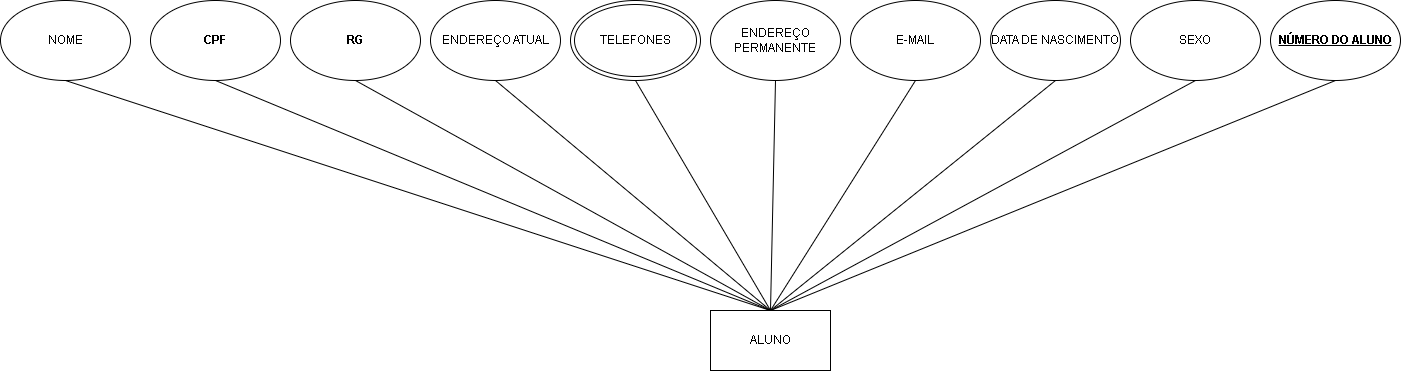 NOME
CPF
RG
ENDEREÇO ATUAL
TELEFONES
ENDEREÇO
PERMANENTE
E-MAIL
DATA DE NASCIMENTO
SEXO
NÚMERO DO ALUNO
ALUNO